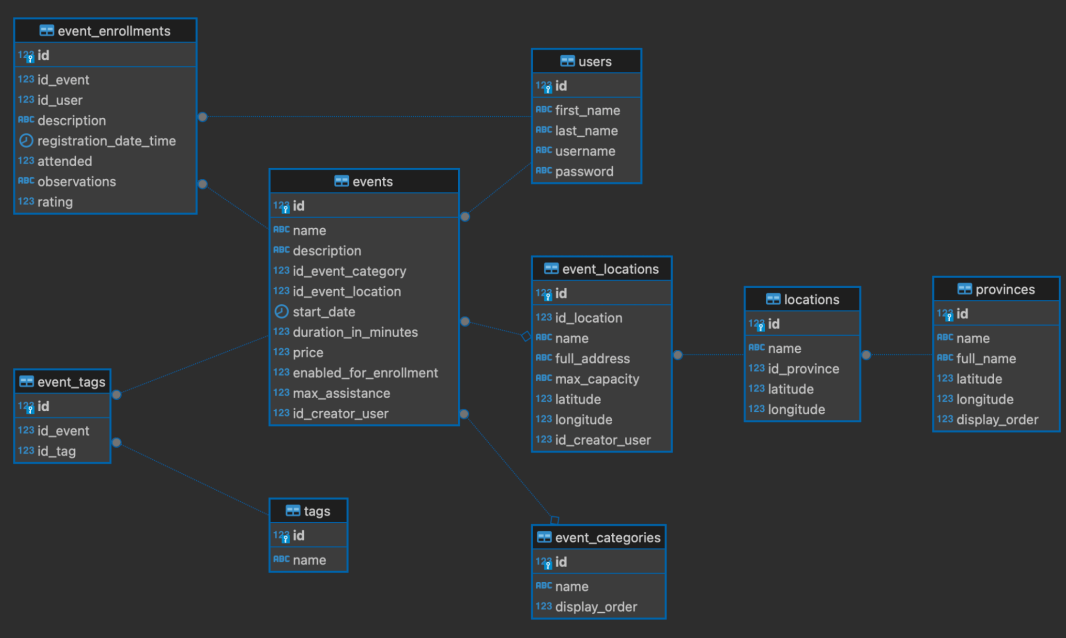 event_enrollments
123 id
123 id_event
123 id_user
ABC description
registration_date_time
123 attended
ABC observations
123 rating
users
123 id
ABC first_name
ABC last_name
ABC username
ABC password
events
123 id
ABC name
ABC description
123 id_event_category
123 id_event_location
start_date
123 duration_in_minutes
123 price
123 enabled_for_enrollment
123 max_assistance
123 id_creator_user
event_locations
123 id
123 id_location
ABC name
ABC full_address
ABC max_capacity
123 latitude
123 longitude
123 id_creator_user
locations
123 id
ABC name
123 id_province
123 latitude
123 longitude
provinces
123 id
ABC name
ABC full_name
123 latitude
123 longitude
123 display_order
event_tags
123 id
123 id_event
123 id_tag
tags
123 id
ABC name
event_categories
123 id
ABC name
123 display_order